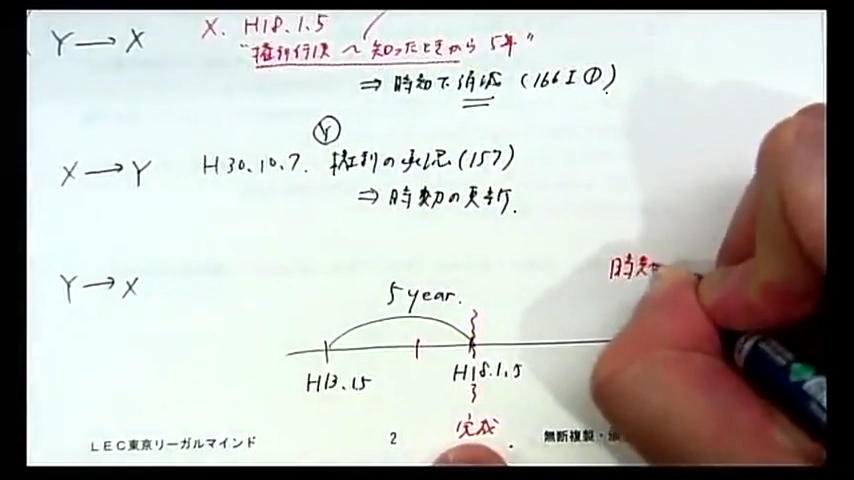 Y→X X. H18.1.5
"権利行使〜知ったときから5年"
⇒ 時効で消滅 (166Ⅰ①).
Ⓨ
X→Y H30.10.7. 権利の承認(157)
⇒ 時効の更新.
時効
Y→X 5year.
H13.1.5 H18.1.5
完成.
LEC東京リーガルマインド 2 無断複製・